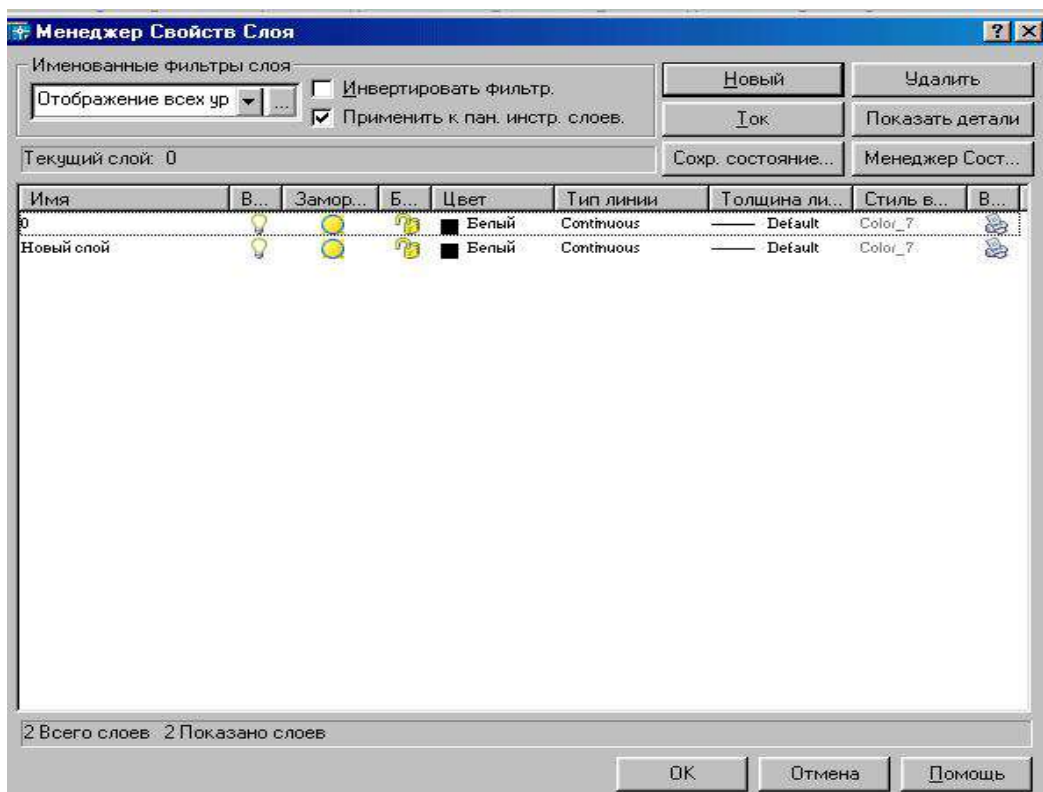 Менеджер Свойств Слоя
Именованные фильтры слоя
Отображение всех ур
...
Инвертировать фильтр.
Применить к пан. инстр. слоев.
Новый
Удалить
Ток
Показать детали
Текущий слой: 0
Сохр. состояние...
Менеджер Сост...
Имя В... Замор... Б... Цвет Тип линии Толщина ли... Стиль в... В...
0 Белый Continuous Default Color_7
Новый слой Белый Continuous Default Color_7
2 Всего слоев 2 Показано слоев
OK
Отмена
Помощь